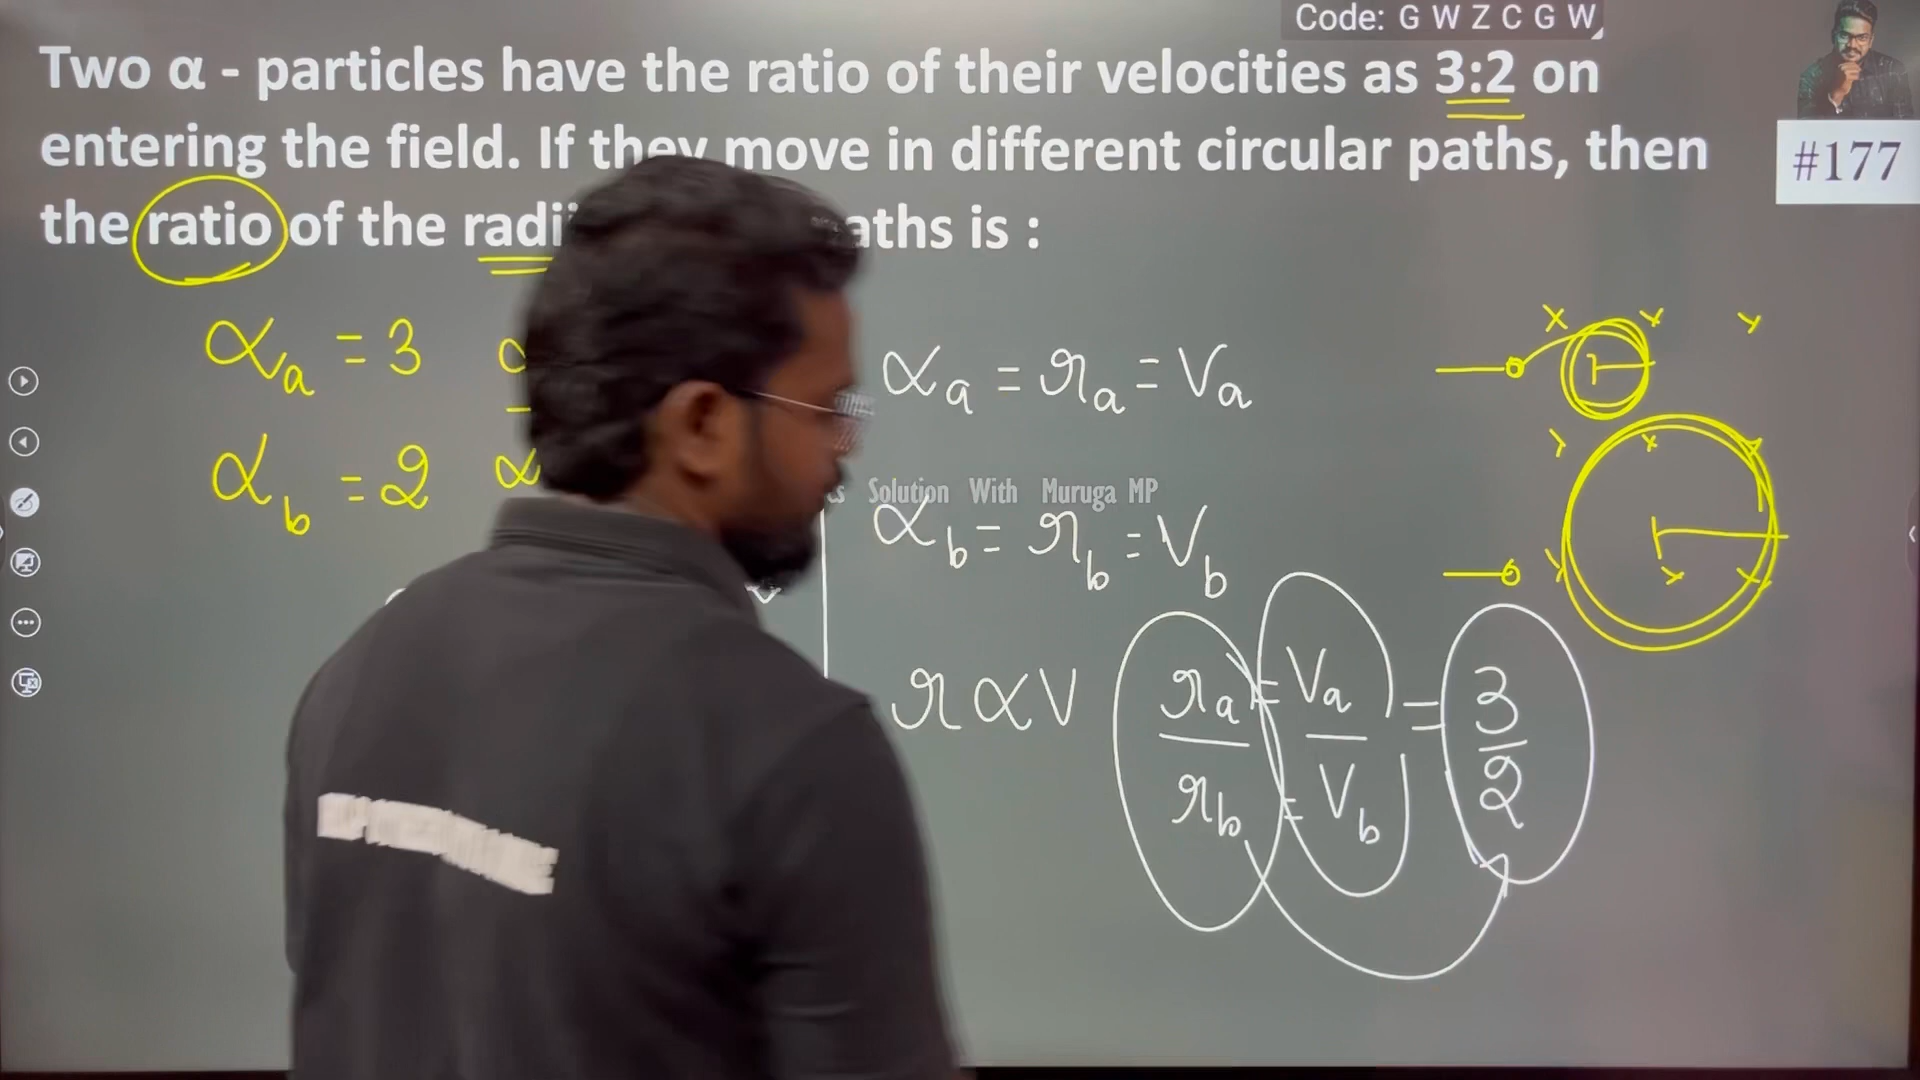 Code: G W Z C G W
Two α - particles have the ratio of their velocities as 3:2 on
entering the field. If they move in different circular paths, then
#177
the ratio of the radii aths is :
αa = 3
αa = ra = Va
αb = 2 α
Solution With Muruga MP
αb = rb = Vb
r α V
ra/rb = Va/Vb = 3/2